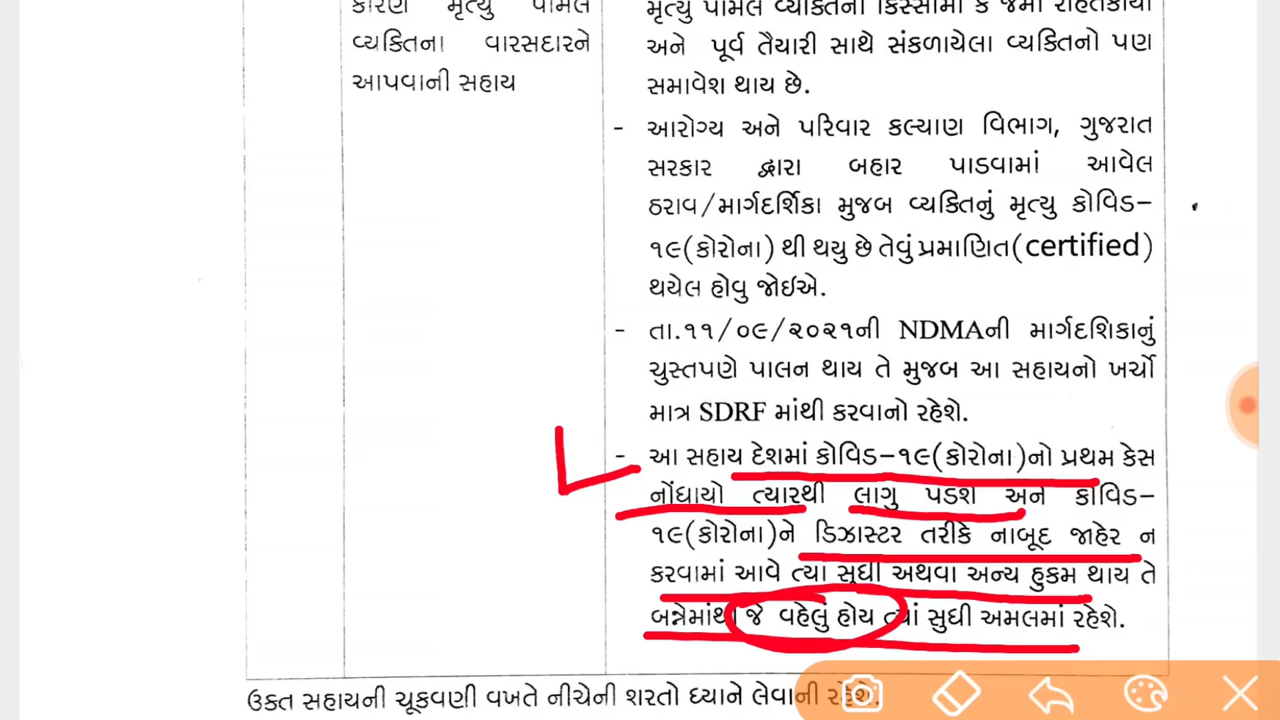 કારણે મૃત્યુ પામેલ
વ્યક્તિના વારસદારને
આપવાની સહાય
મૃત્યુ પામેલ વ્યક્તિના કિસ્સામાં કે જેમાં રાહતકાર્યો
અને પૂર્વ તૈયારી સાથે સંકળાયેલા વ્યક્તિનો પણ
સમાવેશ થાય છે.
- આરોગ્ય અને પરિવાર કલ્યાણ વિભાગ, ગુજરાત
સરકાર દ્વારા બહાર પાડવામાં આવેલ
ઠરાવ/માર્ગદર્શિકા મુજબ વ્યક્તિનું મૃત્યુ કોવિડ-
૧૯(કોરોના) થી થયુ છે તેવું પ્રમાણિત(certified)
થયેલ હોવુ જોઈએ.
- તા.૧૧/૦૯/૨૦૨૧ની NDMAની માર્ગદશિકાનું
ચુસ્તપણે પાલન થાય તે મુજબ આ સહાયનો ખર્ચો
માત્ર SDRF માંથી કરવાનો રહેશે.
- આ સહાય દેશમાં કોવિડ-૧૯(કોરોના)નો પ્રથમ કેસ
નોંધાયો ત્યારથી લાગુ પડશે અને કોવિડ-
૧૯(કોરોના)ને ડિઝાસ્ટર તરીકે નાબૂદ જાહેર ન
કરવામાં આવે ત્યાં સુધી અથવા અન્ય હુકમ થાય તે
બન્નેમાંથી જે વહેલું હોય ત્યાં સુધી અમલમાં રહેશે.
ઉક્ત સહાયની ચૂકવણી વખતે નીચેની શરતો ધ્યાને લેવાની રહેશે.